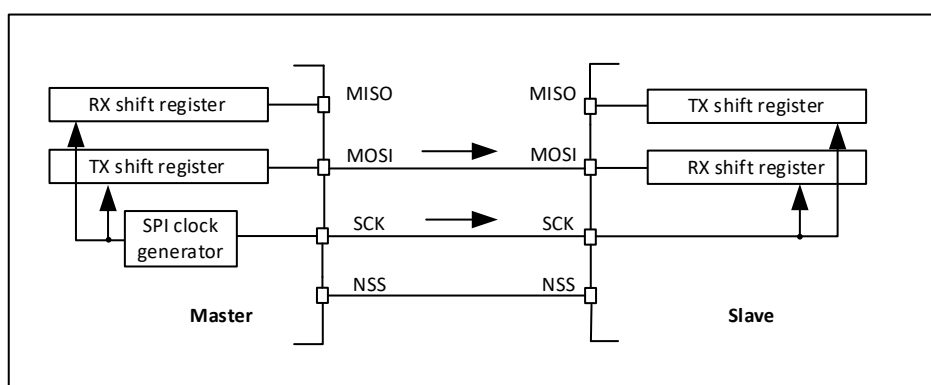 MISO
MISO
RX shift register
TX shift register
MOSI
MOSI
TX shift register
RX shift register
SPI clock
generator
SCK
SCK
NSS
NSS
Master
Slave